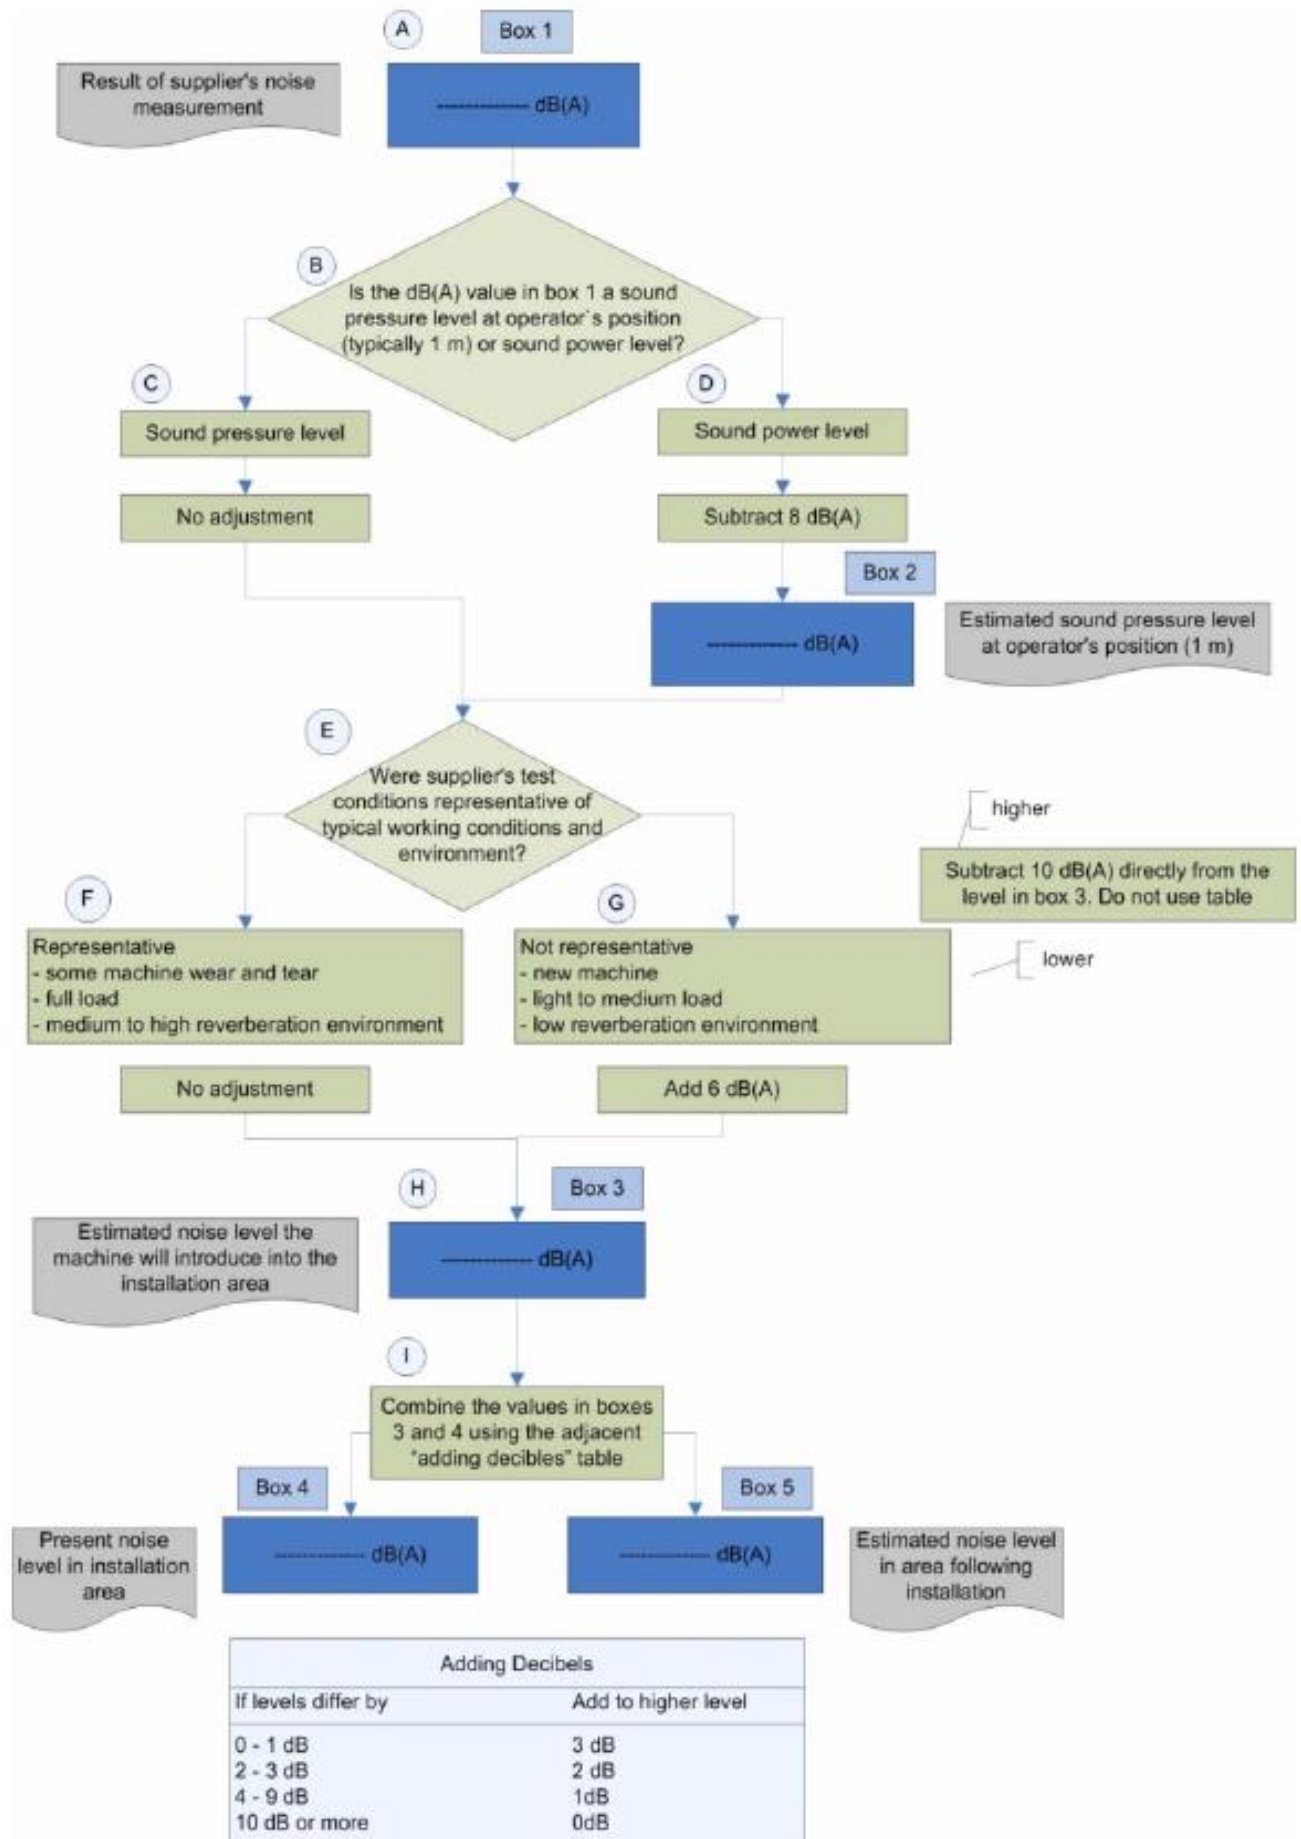 A
Box 1
Result of supplier's noise
measurement
-------------- dB(A)
B
Is the dB(A) value in box 1 a sound
pressure level at operator`s position
(typically 1 m) or sound power level?
C
D
Sound pressure level
Sound power level
No adjustment
Subtract 8 dB(A)
Box 2
-------------- dB(A)
Estimated sound pressure level
at operator's position (1 m)
E
Were supplier's test
conditions representative of
typical working conditions and
environment?
higher
Subtract 10 dB(A) directly from the
level in box 3. Do not use table
lower
F
G
Representative
- some machine wear and tear
- full load
- medium to high reverberation environment
Not representative
- new machine
- light to medium load
- low reverberation environment
No adjustment
Add 6 dB(A)
H
Box 3
Estimated noise level the
machine will introduce into the
installation area
-------------- dB(A)
I
Combine the values in boxes
3 and 4 using the adjacent
"adding decibles" table
Box 4
Box 5
Present noise
level in installation
area
-------------- dB(A)
-------------- dB(A)
Estimated noise level
in area following
installation
Adding Decibels
If levels differ by Add to higher level
0 - 1 dB 3 dB
2 - 3 dB 2 dB
4 - 9 dB 1dB
10 dB or more 0dB